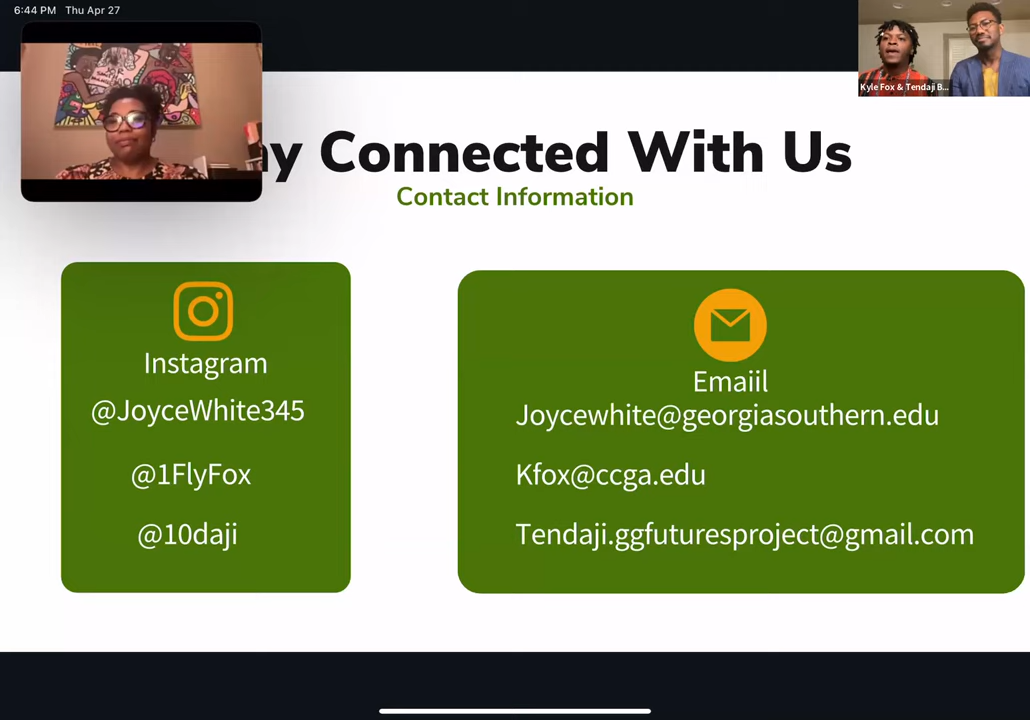 6:44 PM Thu Apr 27
Kyle Fox & Tendaji B...
Connected With Us
Contact Information
Instagram
@JoyceWhite345
@1FlyFox
@10daji
Emaiil
Joycewhite@georgiasouthern.edu
Kfox@ccga.edu
Tendaji.ggfuturesproject@gmail.com